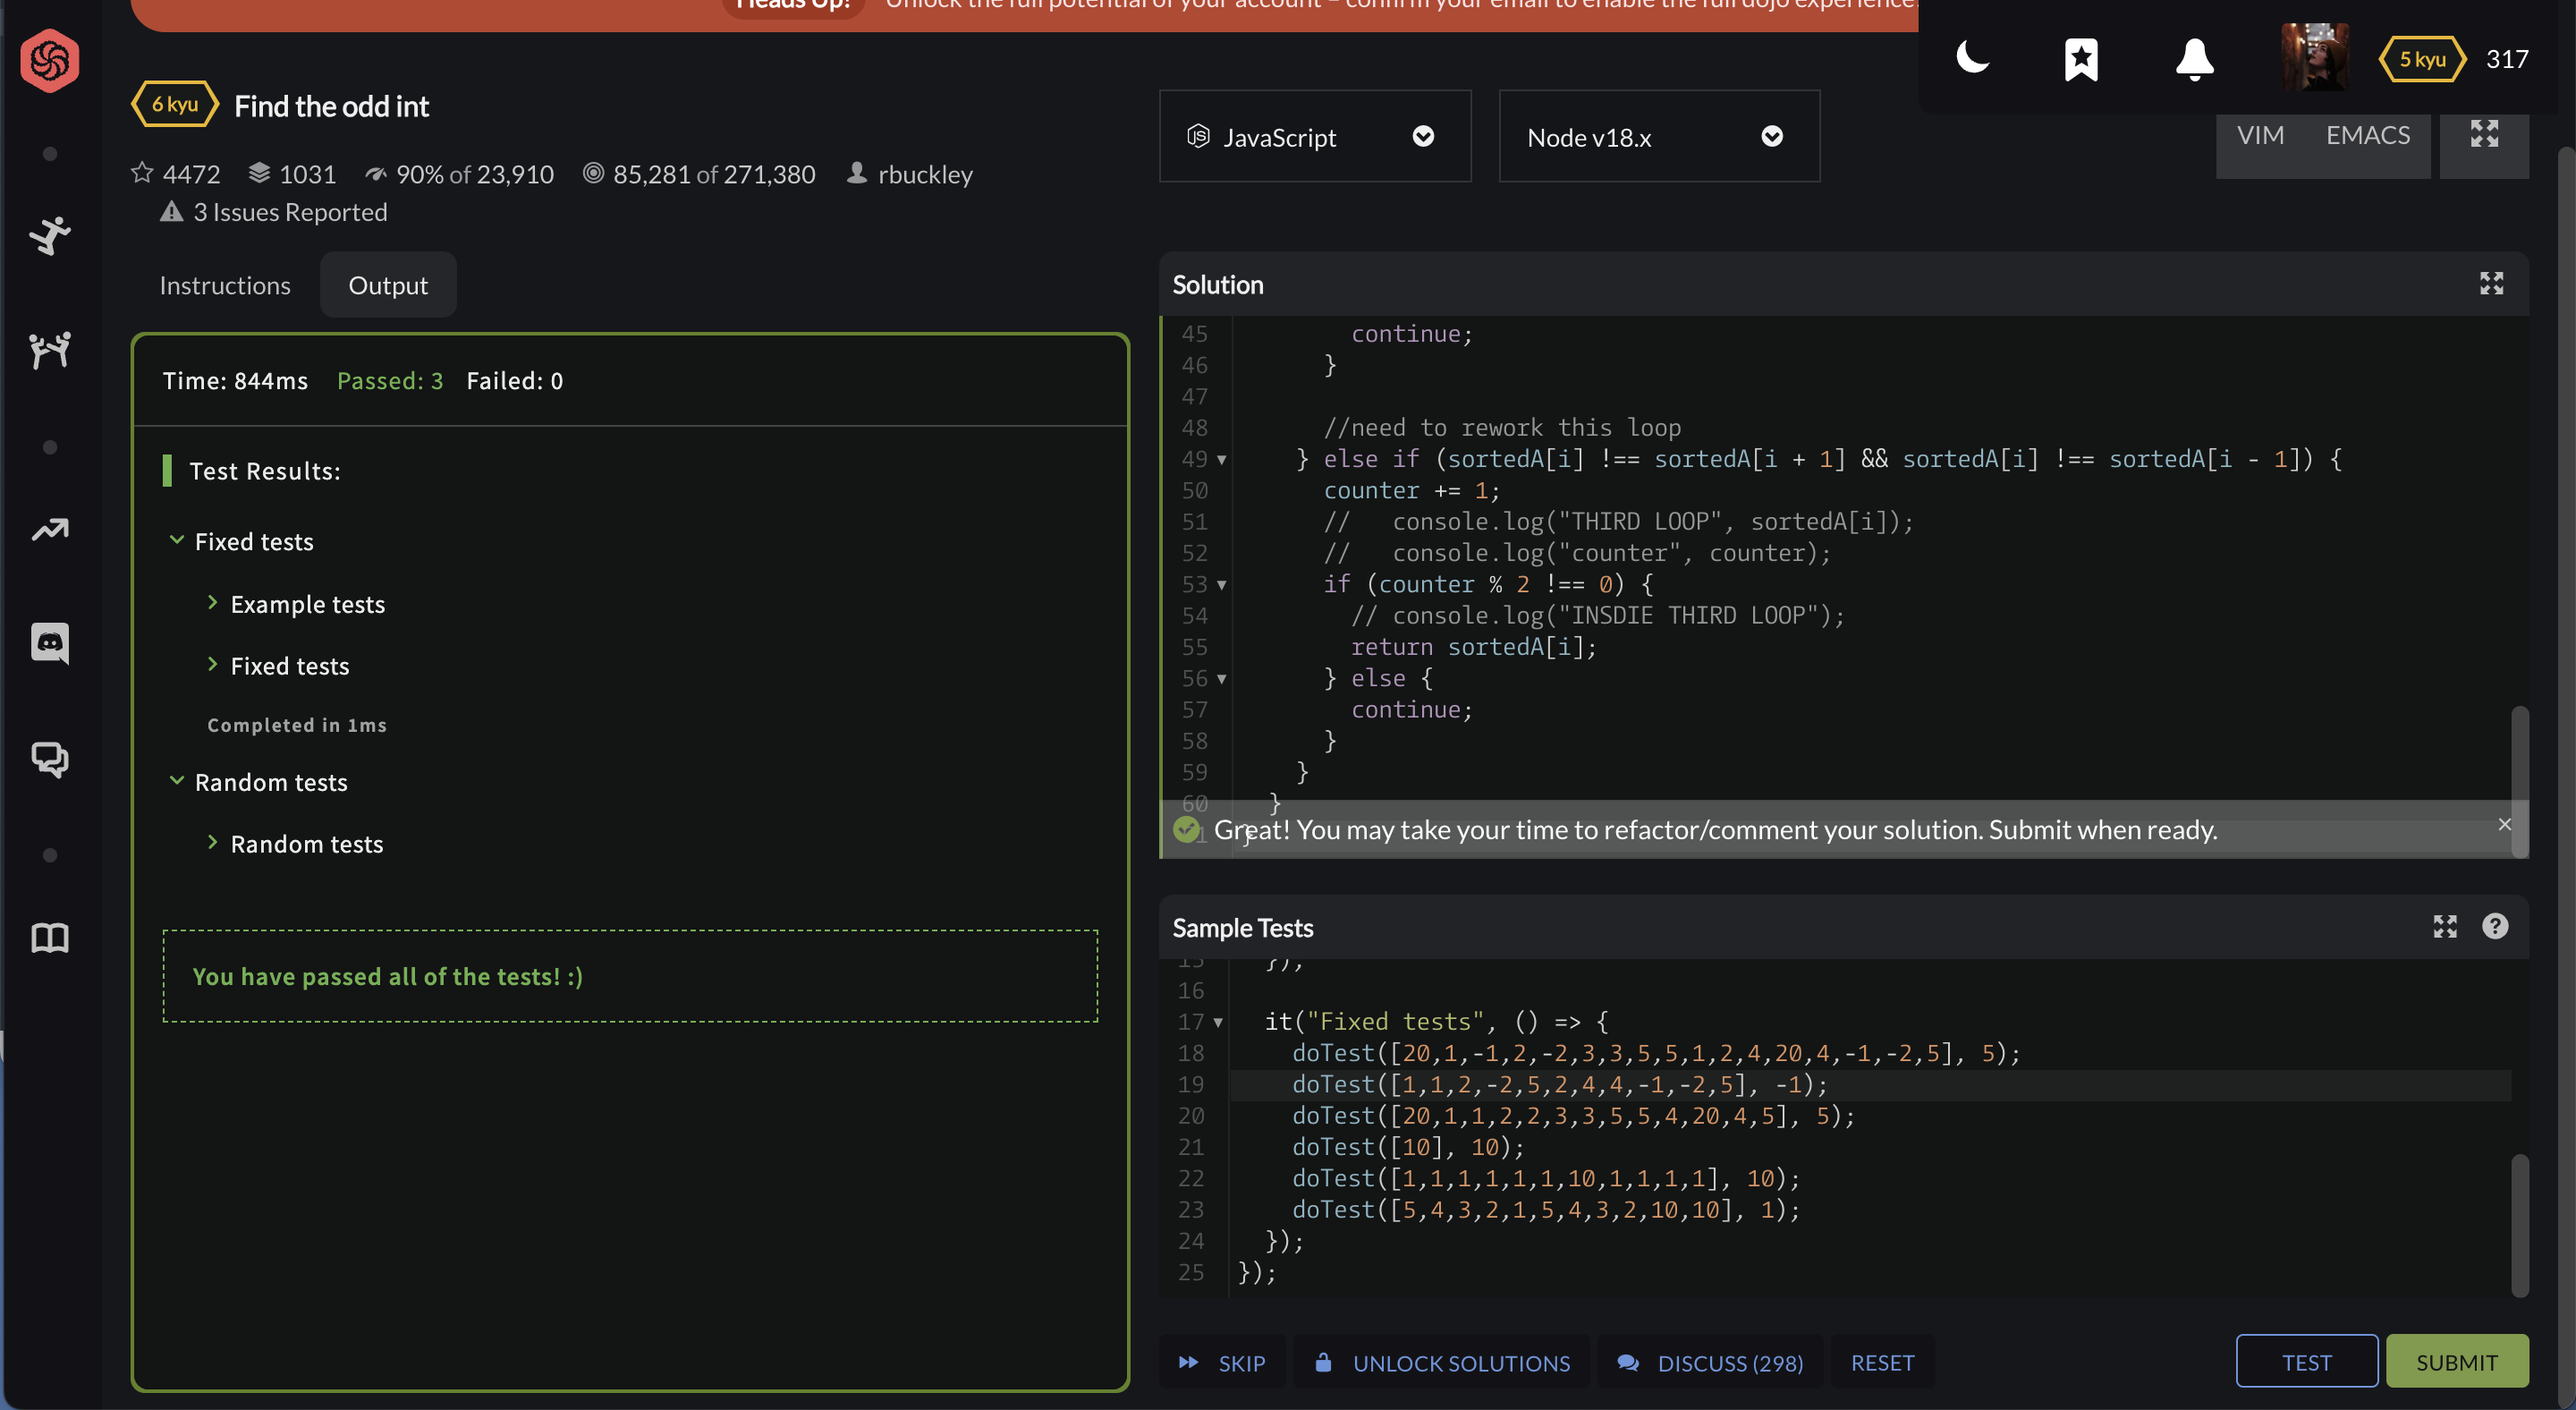 Heads Up! Unlock the full potential of your account – confirm your email to enable the full dojo experience
5 kyu 317
6 kyu Find the odd int
4472 1031 90% of 23,910 85,281 of 271,380 rbuckley
3 Issues Reported
JavaScript
Node v18.x
VIM EMACS
Instructions Output
Time: 844ms Passed: 3 Failed: 0
Test Results:
Fixed tests
Example tests
Fixed tests
Completed in 1ms
Random tests
Random tests
You have passed all of the tests! :)
Solution
45 continue;
46 }
47
48 //need to rework this loop
49 } else if (sortedA[i] !== sortedA[i + 1] && sortedA[i] !== sortedA[i - 1]) {
50 counter += 1;
51 //   console.log("THIRD LOOP", sortedA[i]);
52 //   console.log("counter", counter);
53 if (counter % 2 !== 0) {
54 // console.log("INSDIE THIRD LOOP");
55 return sortedA[i];
56 } else {
57 continue;
58 }
59 }
60 }
}
Great! You may take your time to refactor/comment your solution. Submit when ready.
Sample Tests
15 });
16
17 it("Fixed tests", () => {
18 doTest([20,1,-1,2,-2,3,3,5,5,1,2,4,20,4,-1,-2,5], 5);
19 doTest([1,1,2,-2,5,2,4,4,-1,-2,5], -1);
20 doTest([20,1,1,2,2,3,3,5,5,4,20,4,5], 5);
21 doTest([10], 10);
22 doTest([1,1,1,1,1,1,10,1,1,1,1], 10);
23 doTest([5,4,3,2,1,5,4,3,2,10,10], 1);
24 });
25 });
SKIP UNLOCK SOLUTIONS DISCUSS (298) RESET TEST SUBMIT